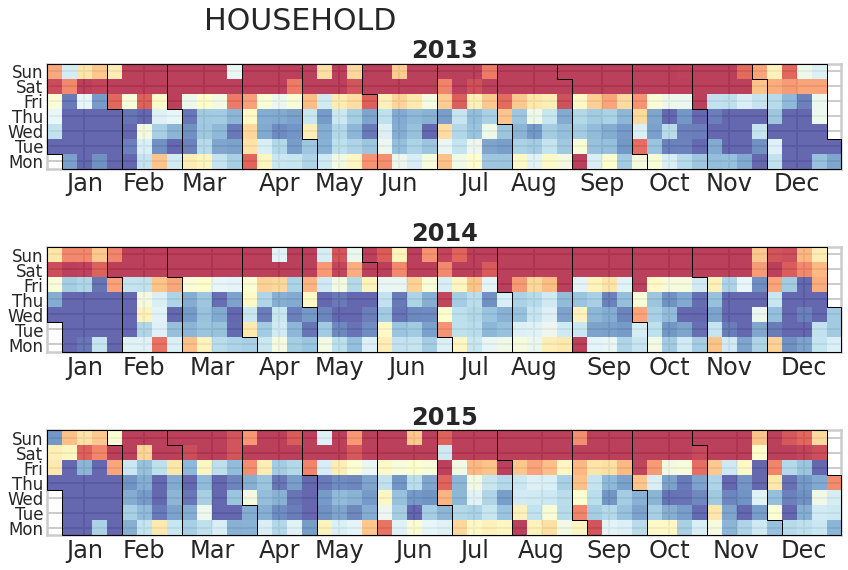 HOUSEHOLD
2013
Sun
Sat
Fri
Thu
Wed
Tue
Mon
Jan Feb Mar Apr May Jun Jul Aug Sep Oct Nov Dec
2014
Sun
Sat
Fri
Thu
Wed
Tue
Mon
Jan Feb Mar Apr May Jun Jul Aug Sep Oct Nov Dec
2015
Sun
Sat
Fri
Thu
Wed
Tue
Mon
Jan Feb Mar Apr May Jun Jul Aug Sep Oct Nov Dec